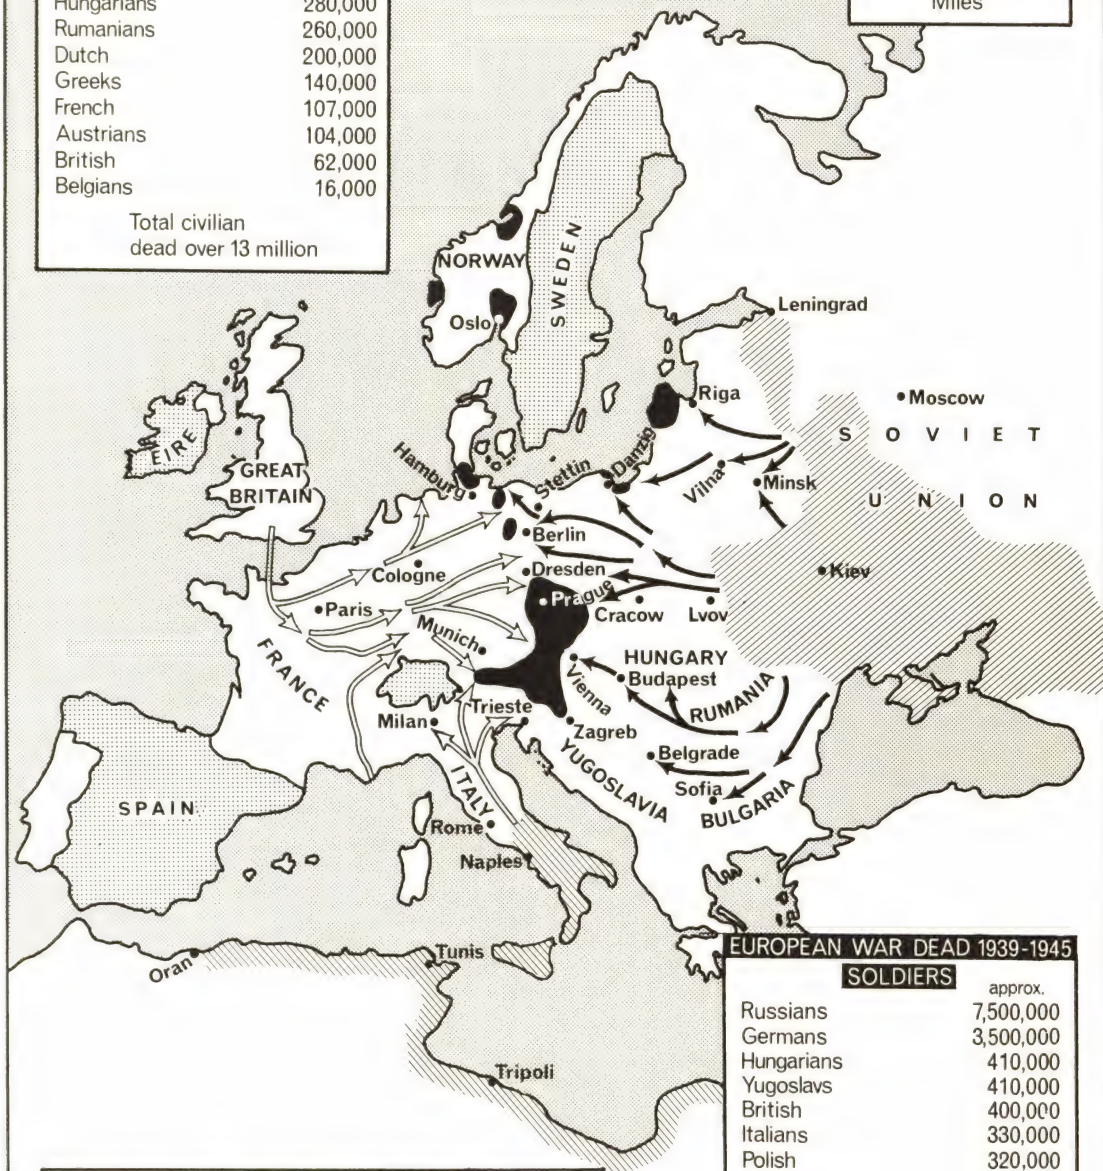 Hungarians 280,000
Rumanians 260,000
Dutch 200,000
Greeks 140,000
French 107,000
Austrians 104,000
British 62,000
Belgians 16,000
Total civilian
dead over 13 million
Miles
NORWAY
SWEDEN
Oslo
Leningrad
Riga
Moscow
SOVIET
UNION
EIRE
GREAT
BRITAIN
Hamburg
Stettin
Danzig
Vilna
Minsk
Berlin
Cologne
Dresden
Kiev
Paris
Prague
Cracow
Lvov
Munich
FRANCE
Vienna
HUNGARY
Budapest
RUMANIA
Milan
Trieste
Zagreb
Belgrade
YUGOSLAVIA
Sofia
BULGARIA
ITALY
SPAIN
Rome
Naples
Oran
Tunis
Tripoli
EUROPEAN WAR DEAD 1939-1945
SOLDIERS
approx.
Russians 7,500,000
Germans 3,500,000
Hungarians 410,000
Yugoslavs 410,000
British 400,000
Italians 330,000
Polish 320,000